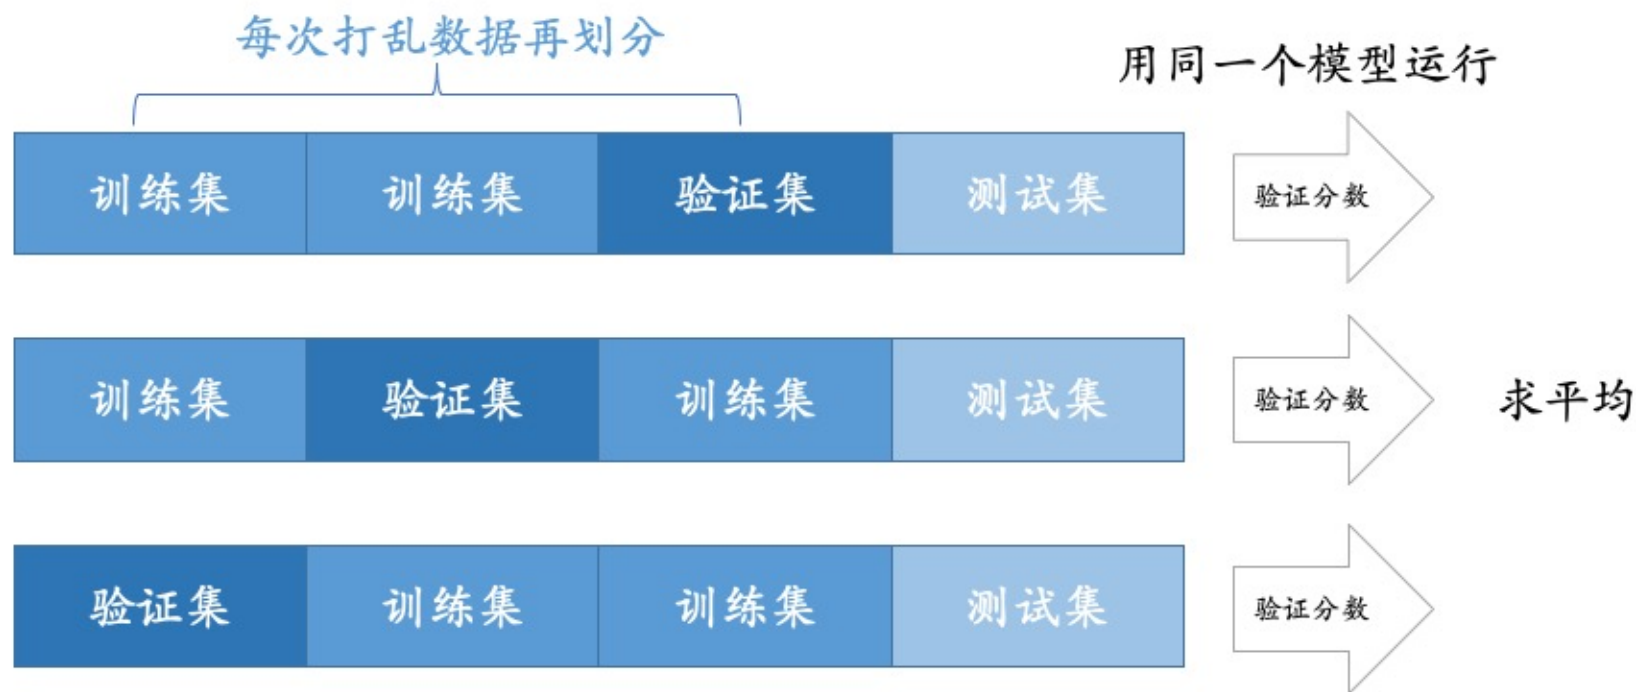 每次打乱数据再划分
用同一个模型运行
训练集 训练集 验证集 测试集 验证分数
训练集 验证集 训练集 测试集 验证分数 求平均
验证集 训练集 训练集 测试集 验证分数